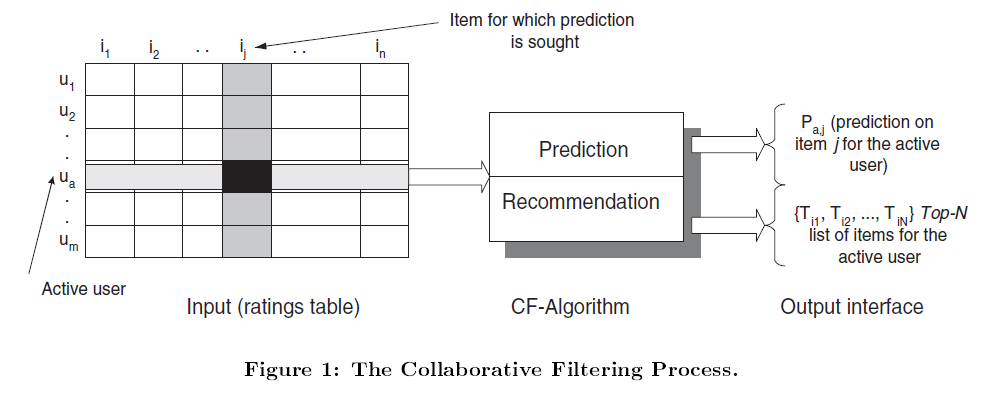 Item for which prediction
is sought
i1 i2 .. ij .. in
u1
u2
.
.
ua
.
.
um
Active user
Prediction
Recommendation
Pa,j (prediction on
item j for the active
user)
{Ti1, Ti2, ..., TiN} Top-N
list of items for the
active user
Input (ratings table)
CF-Algorithm
Output interface
Figure 1: The Collaborative Filtering Process.